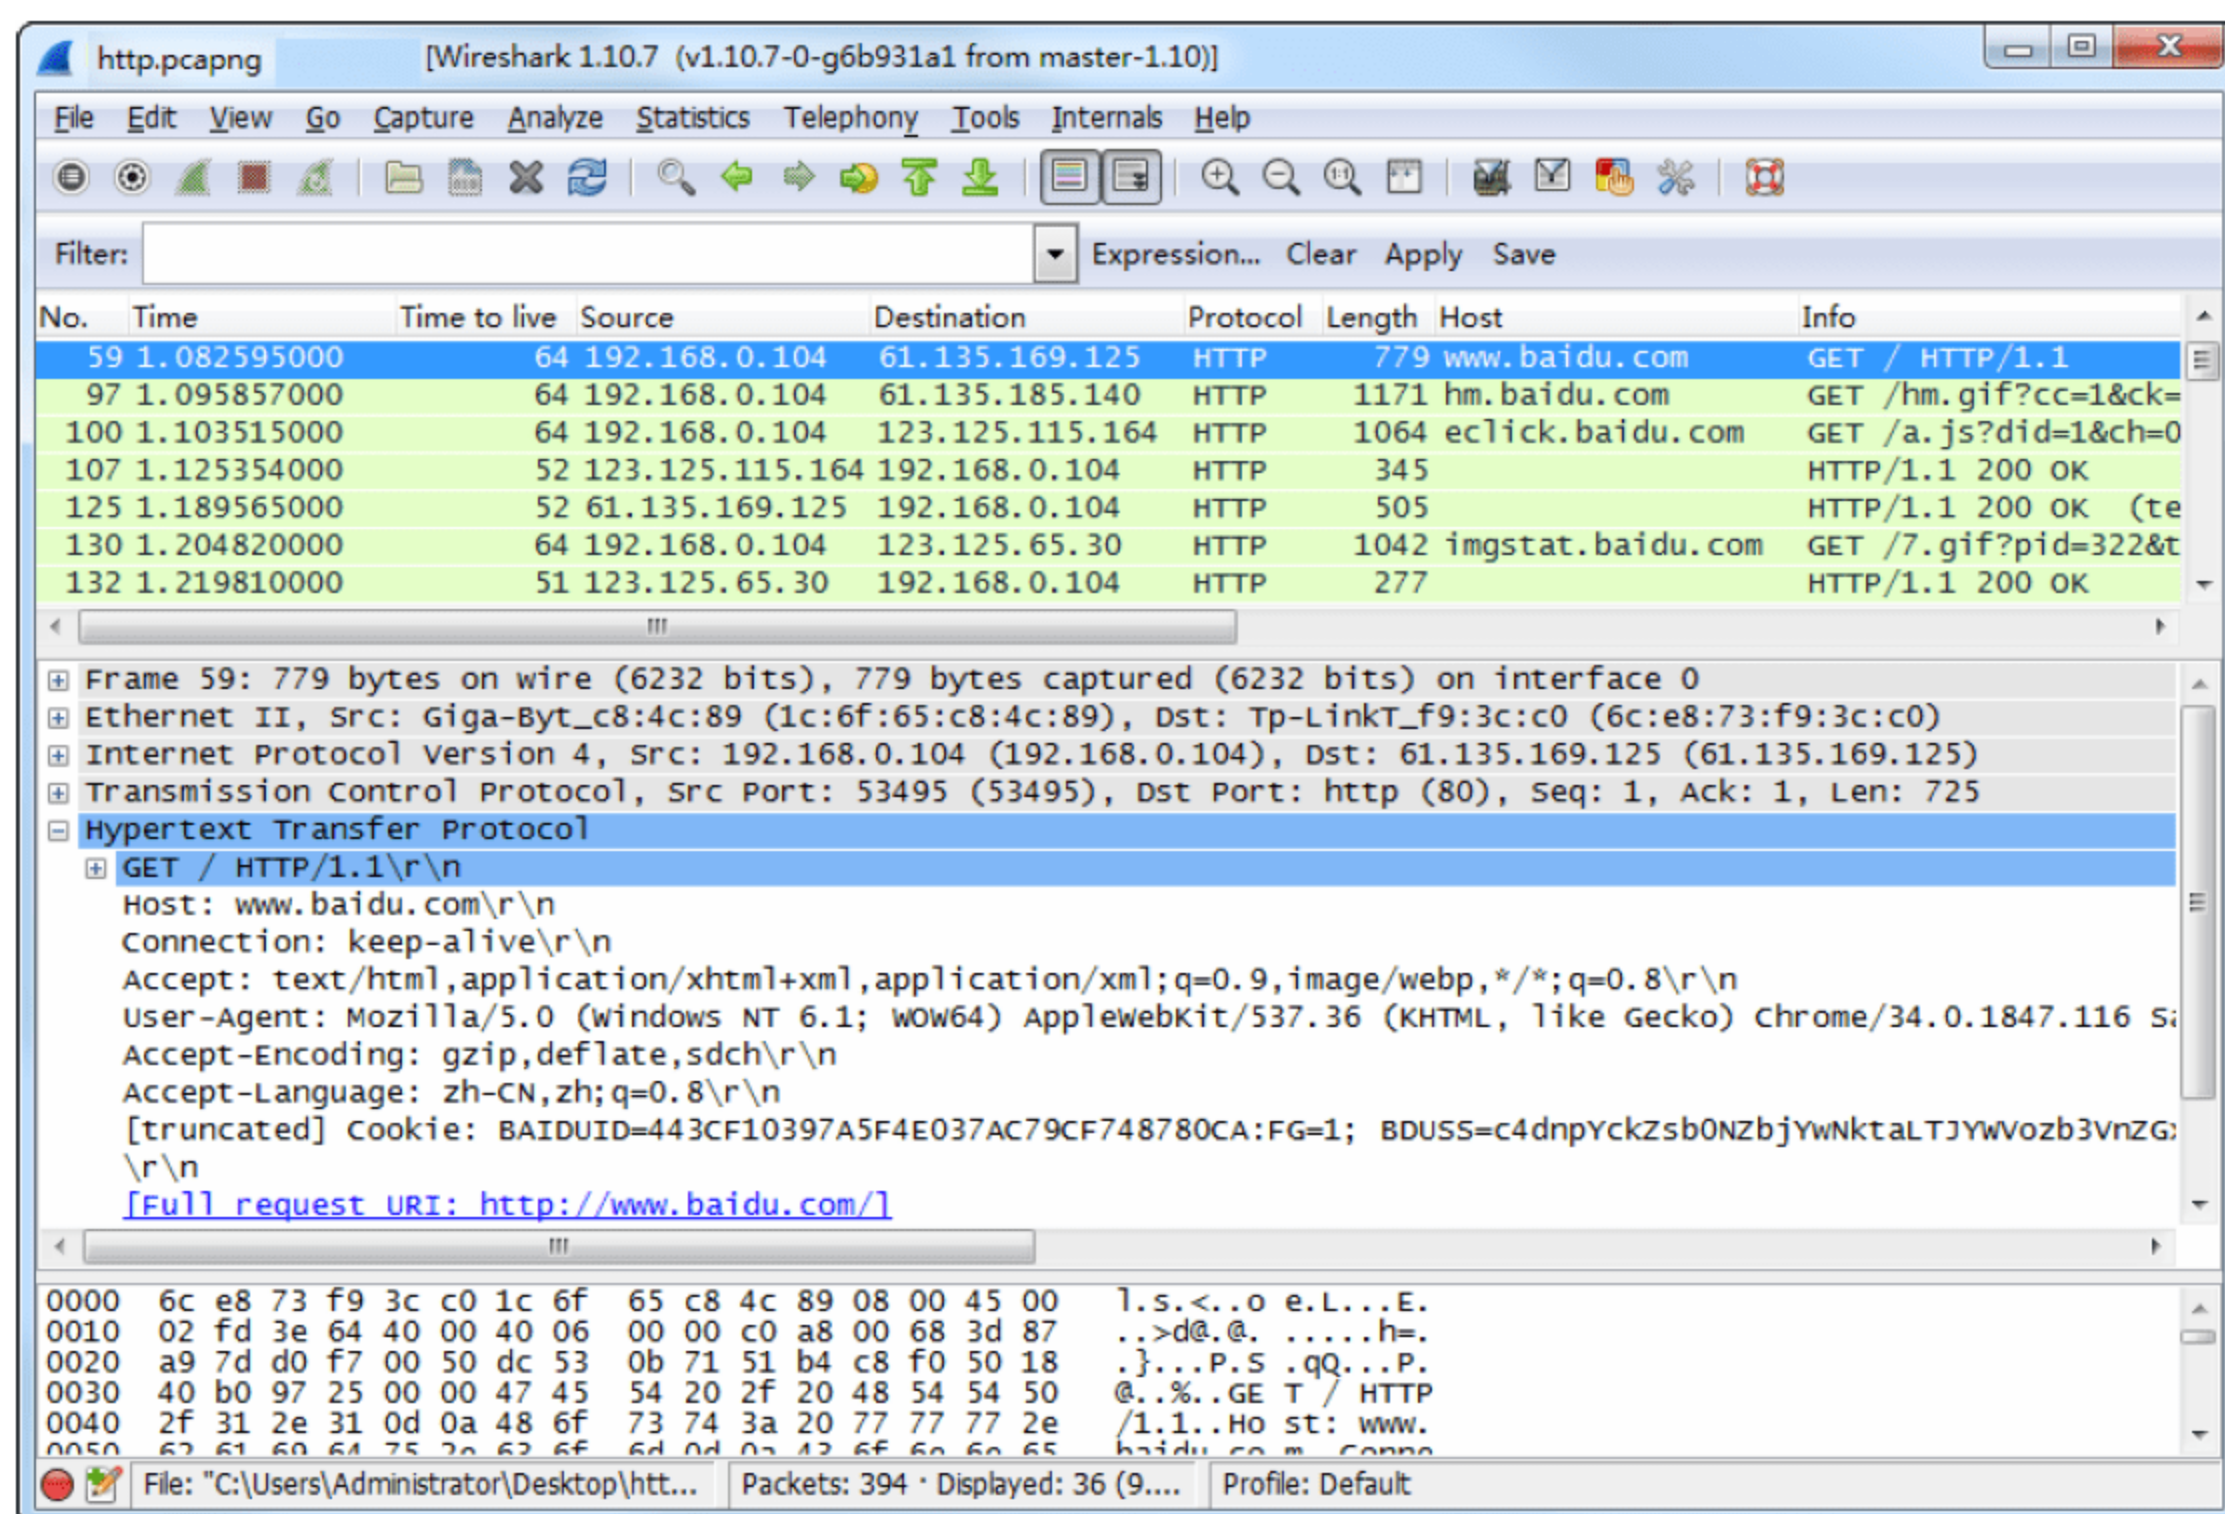 http.pcapng [Wireshark 1.10.7 (v1.10.7-0-g6b931a1 from master-1.10)]
File Edit View Go Capture Analyze Statistics Telephony Tools Internals Help
Filter: Expression... Clear Apply Save
No. Time Time to live Source Destination Protocol Length Host Info
59 1.082595000 64 192.168.0.104 61.135.169.125 HTTP 779 www.baidu.com GET / HTTP/1.1
97 1.095857000 64 192.168.0.104 61.135.185.140 HTTP 1171 hm.baidu.com GET /hm.gif?cc=1&ck=
100 1.103515000 64 192.168.0.104 123.125.115.164 HTTP 1064 eclick.baidu.com GET /a.js?did=1&ch=0
107 1.125354000 52 123.125.115.164 192.168.0.104 HTTP 345 HTTP/1.1 200 OK
125 1.189565000 52 61.135.169.125 192.168.0.104 HTTP 505 HTTP/1.1 200 OK (te
130 1.204820000 64 192.168.0.104 123.125.65.30 HTTP 1042 imgstat.baidu.com GET /7.gif?pid=322&t
132 1.219810000 51 123.125.65.30 192.168.0.104 HTTP 277 HTTP/1.1 200 OK
Frame 59: 779 bytes on wire (6232 bits), 779 bytes captured (6232 bits) on interface 0
Ethernet II, Src: Giga-Byt_c8:4c:89 (1c:6f:65:c8:4c:89), Dst: Tp-LinkT_f9:3c:c0 (6c:e8:73:f9:3c:c0)
Internet Protocol Version 4, Src: 192.168.0.104 (192.168.0.104), Dst: 61.135.169.125 (61.135.169.125)
Transmission Control Protocol, Src Port: 53495 (53495), Dst Port: http (80), Seq: 1, Ack: 1, Len: 725
Hypertext Transfer Protocol
GET / HTTP/1.1\r\n
Host: www.baidu.com\r\n
Connection: keep-alive\r\n
Accept: text/html,application/xhtml+xml,application/xml;q=0.9,image/webp,*/*;q=0.8\r\n
User-Agent: Mozilla/5.0 (Windows NT 6.1; WOW64) AppleWebKit/537.36 (KHTML, like Gecko) Chrome/34.0.1847.116
Accept-Encoding: gzip,deflate,sdch\r\n
Accept-Language: zh-CN,zh;q=0.8\r\n
[truncated] Cookie: BAIDUID=443CF10397A5F4E037AC79CF748780CA:FG=1;
\r\n
[Full request URI: http://www.baidu.com/]
0000 6c e8 73 f9 3c c0 1c 6f 65 c8 4c 89 08 00 45 00 l.s.<..o e.L...E.
0010 02 fd 3e 64 40 00 40 06 00 00 c0 a8 00 68 3d 87 ..>d@.@. .....h=.
0020 a9 7d d0 f7 00 50 dc 53 0b 71 51 b4 c8 f0 50 18 .}...P.S .qQ...P.
0030 40 b0 97 25 00 00 47 45 54 20 2f 20 48 54 54 50 @..%..GE T / HTTP
0040 2f 31 2e 31 0d 0a 48 6f 73 74 3a 20 77 77 77 2e /1.1..Ho st: www.
0050 62 61 69 64 75 2e 63 6f 6d 0d 0a 43 6f 6e 6e 65 baidu.co m..Conne
File: "C:\Users\Administrator\Desktop\htt... Packets: 394 · Displayed: 36 (9.... Profile: Default